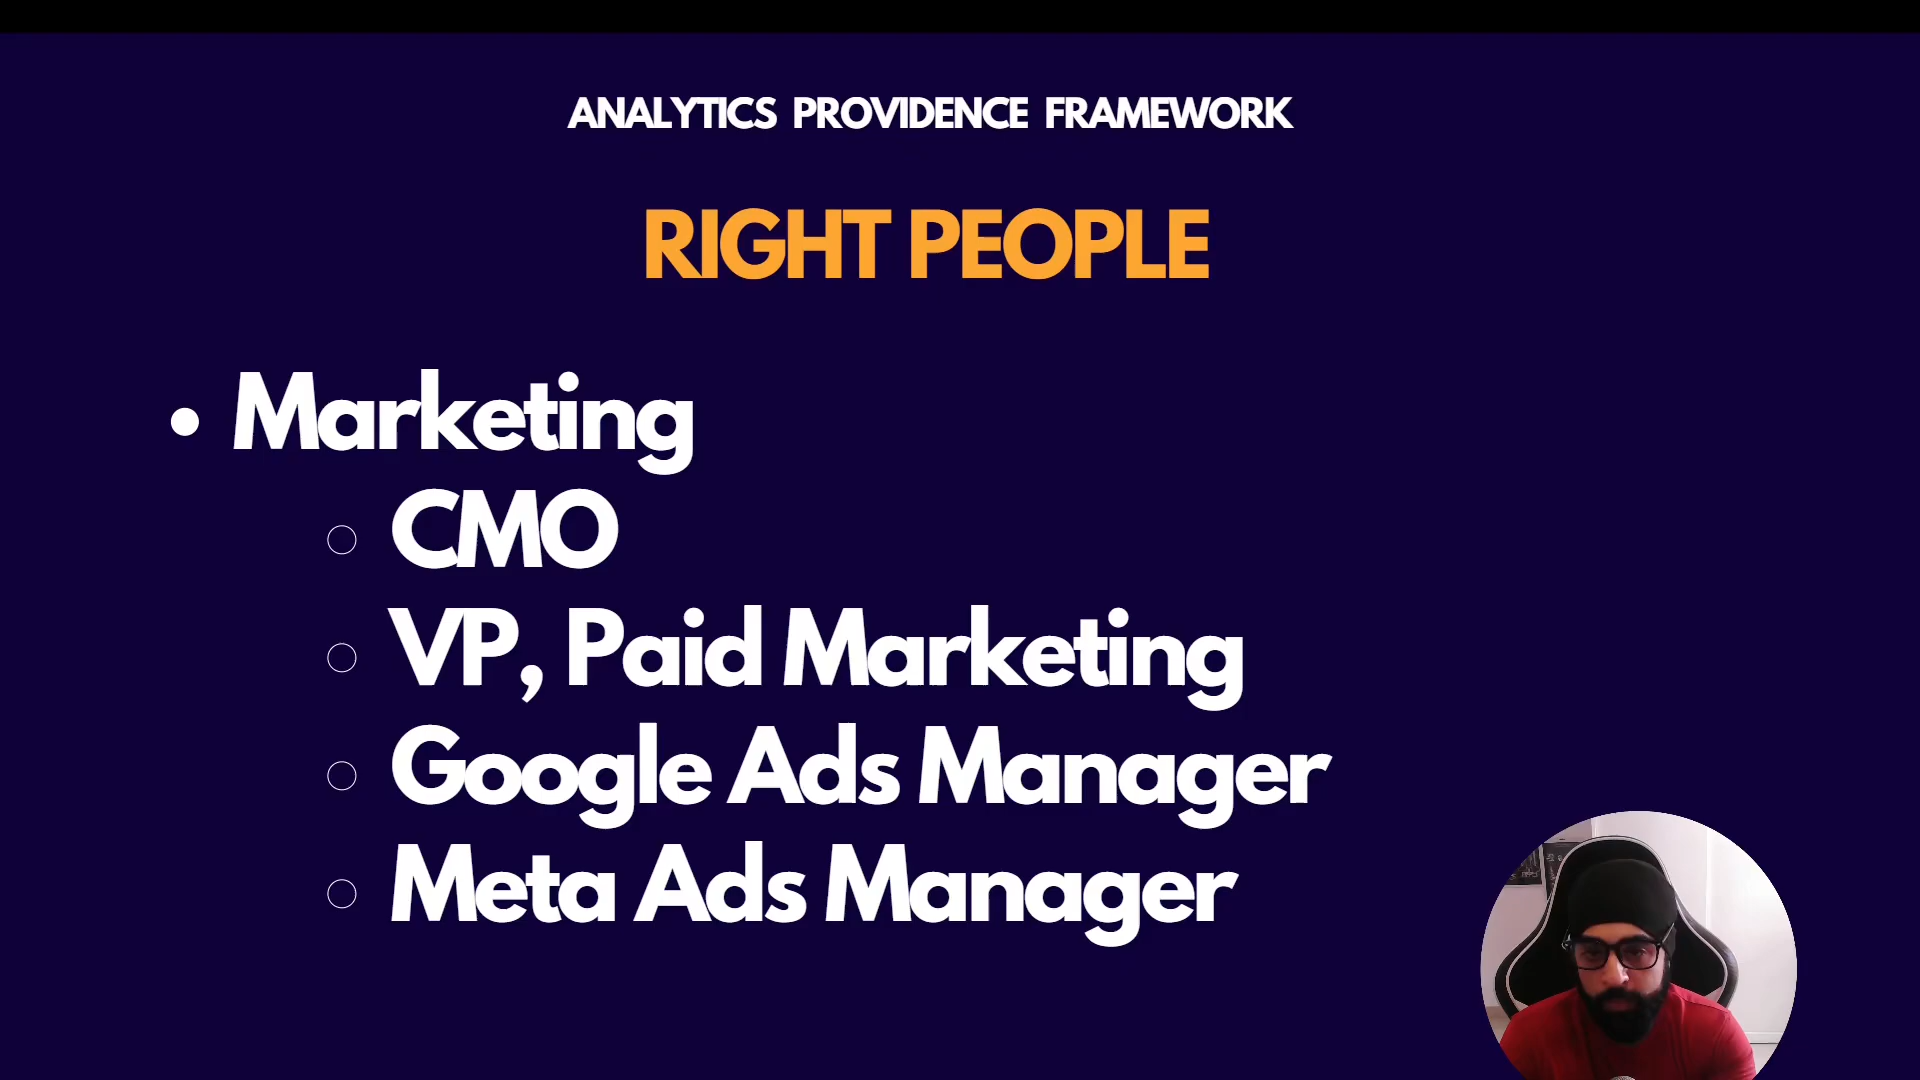 ANALYTICS PROVIDENCE FRAMEWORK
RIGHT PEOPLE
Marketing
CMO
VP, Paid Marketing
Google Ads Manager
Meta Ads Manager